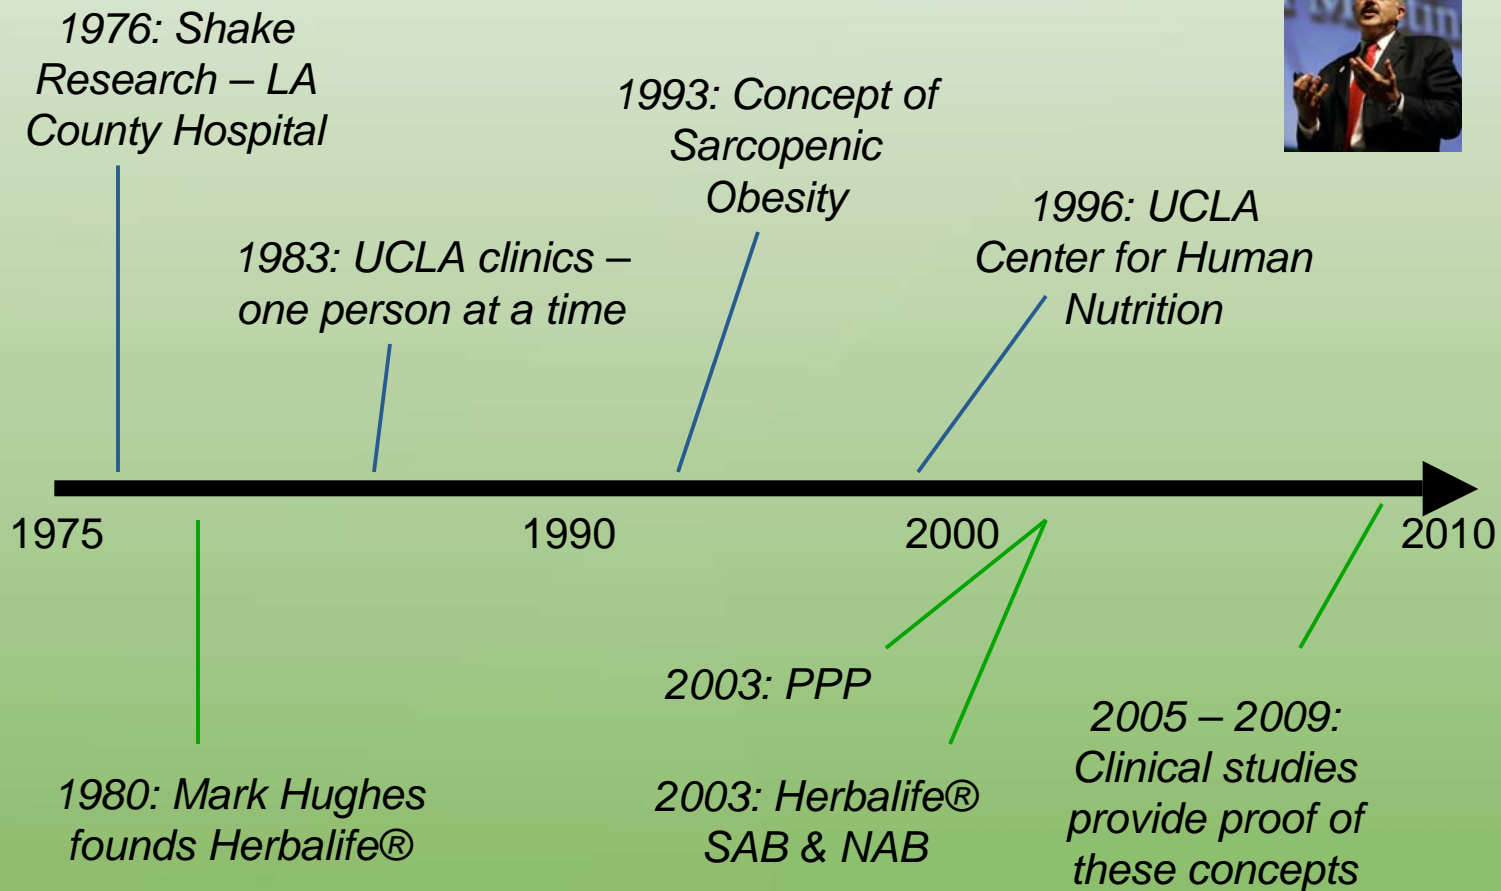 1976: Shake
Research – LA
County Hospital
1983: UCLA clinics –
one person at a time
1993: Concept of
Sarcopenic
Obesity
1996: UCLA
Center for Human
Nutrition
1975
1990
2000
2010
1980: Mark Hughes
founds Herbalife®
2003: PPP
2003: Herbalife®
SAB & NAB
2005 – 2009:
Clinical studies
provide proof of
these concepts